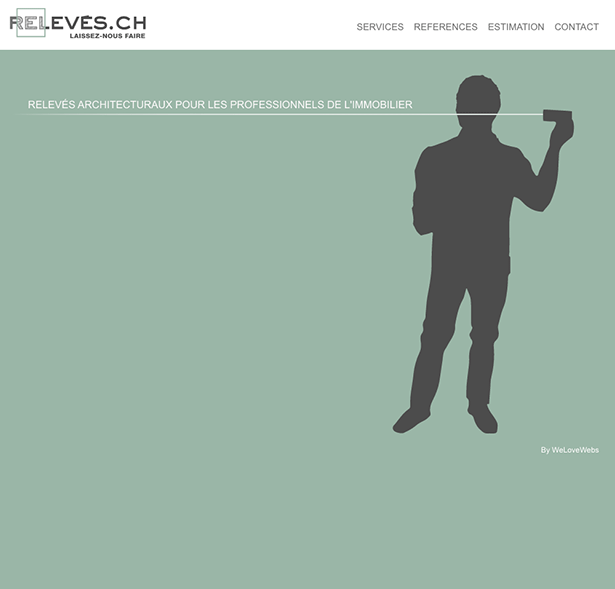 RELEVÉS.CH
LAISSEZ-NOUS FAIRE
SERVICES REFERENCES ESTIMATION CONTACT
RELEVÉS ARCHITECTURAUX POUR LES PROFESSIONNELS DE L'IMMOBILIER
By WeLoveWebs